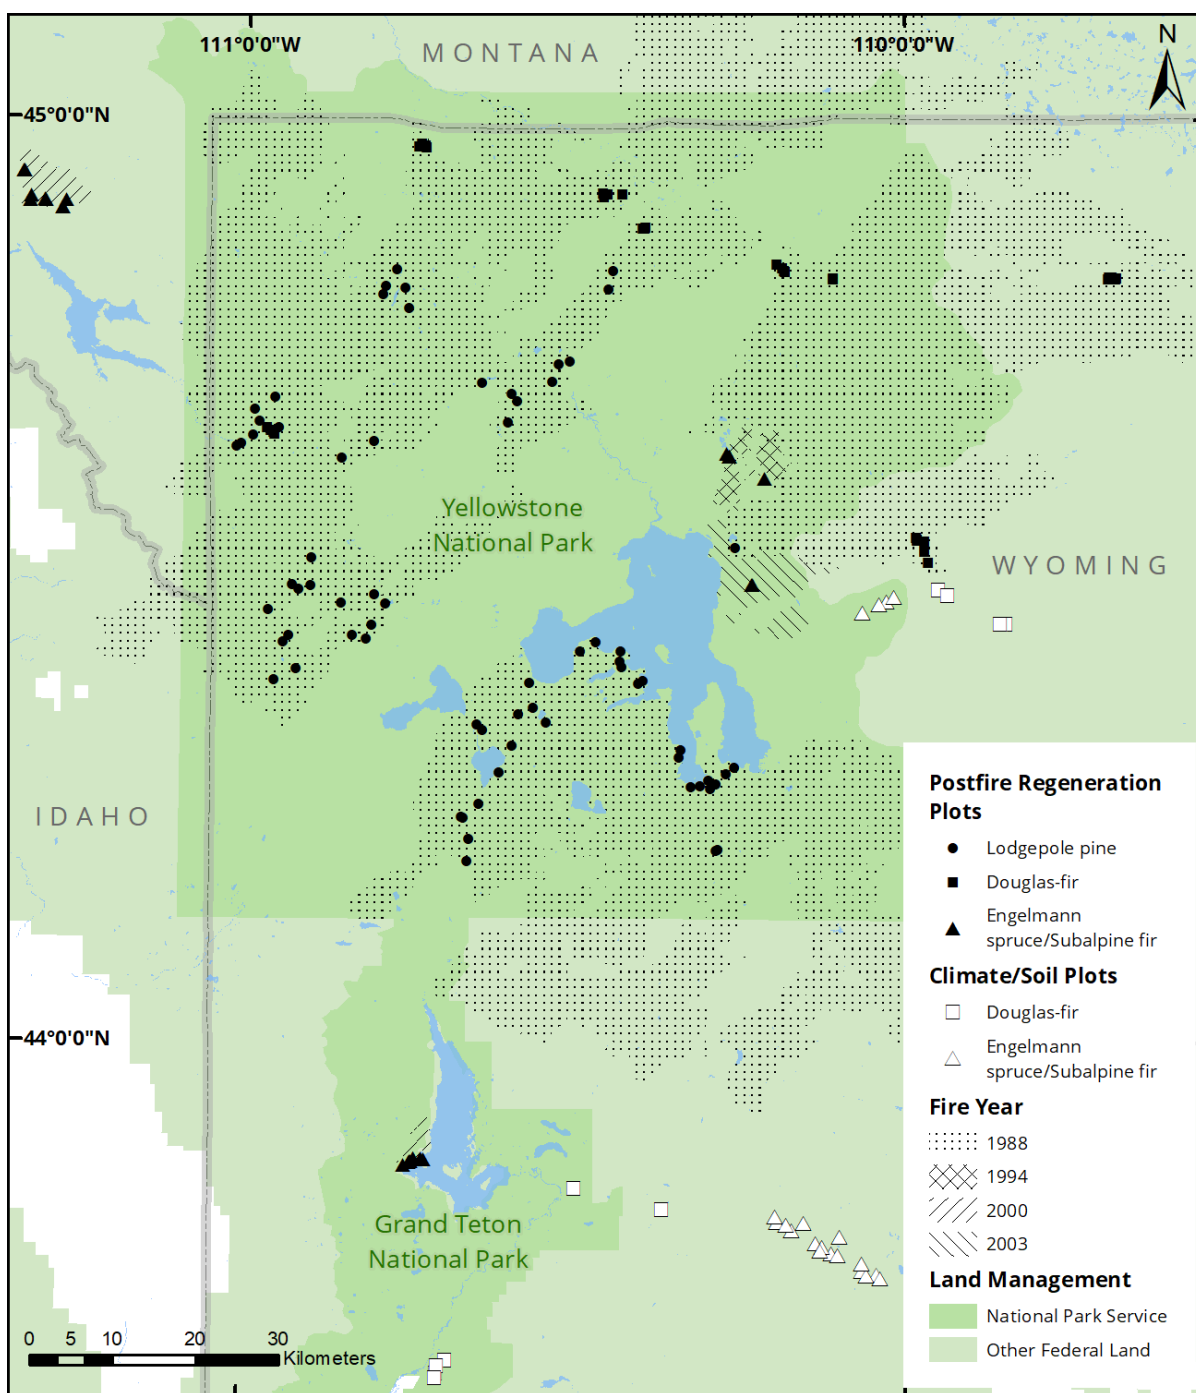 111°0'0"W
MONTANA
110°0'0"W
N
45°0'0"N
Yellowstone
National Park
WYOMING
IDAHO
44°0'0"N
Grand Teton
National Park
0 5 10 20 30
Kilometers
Postfire Regeneration
Plots
Lodgepole pine
Douglas-fir
Engelmann
spruce/Subalpine fir
Climate/Soil Plots
Douglas-fir
Engelmann
spruce/Subalpine fir
Fire Year
1988
1994
2000
2003
Land Management
National Park Service
Other Federal Land